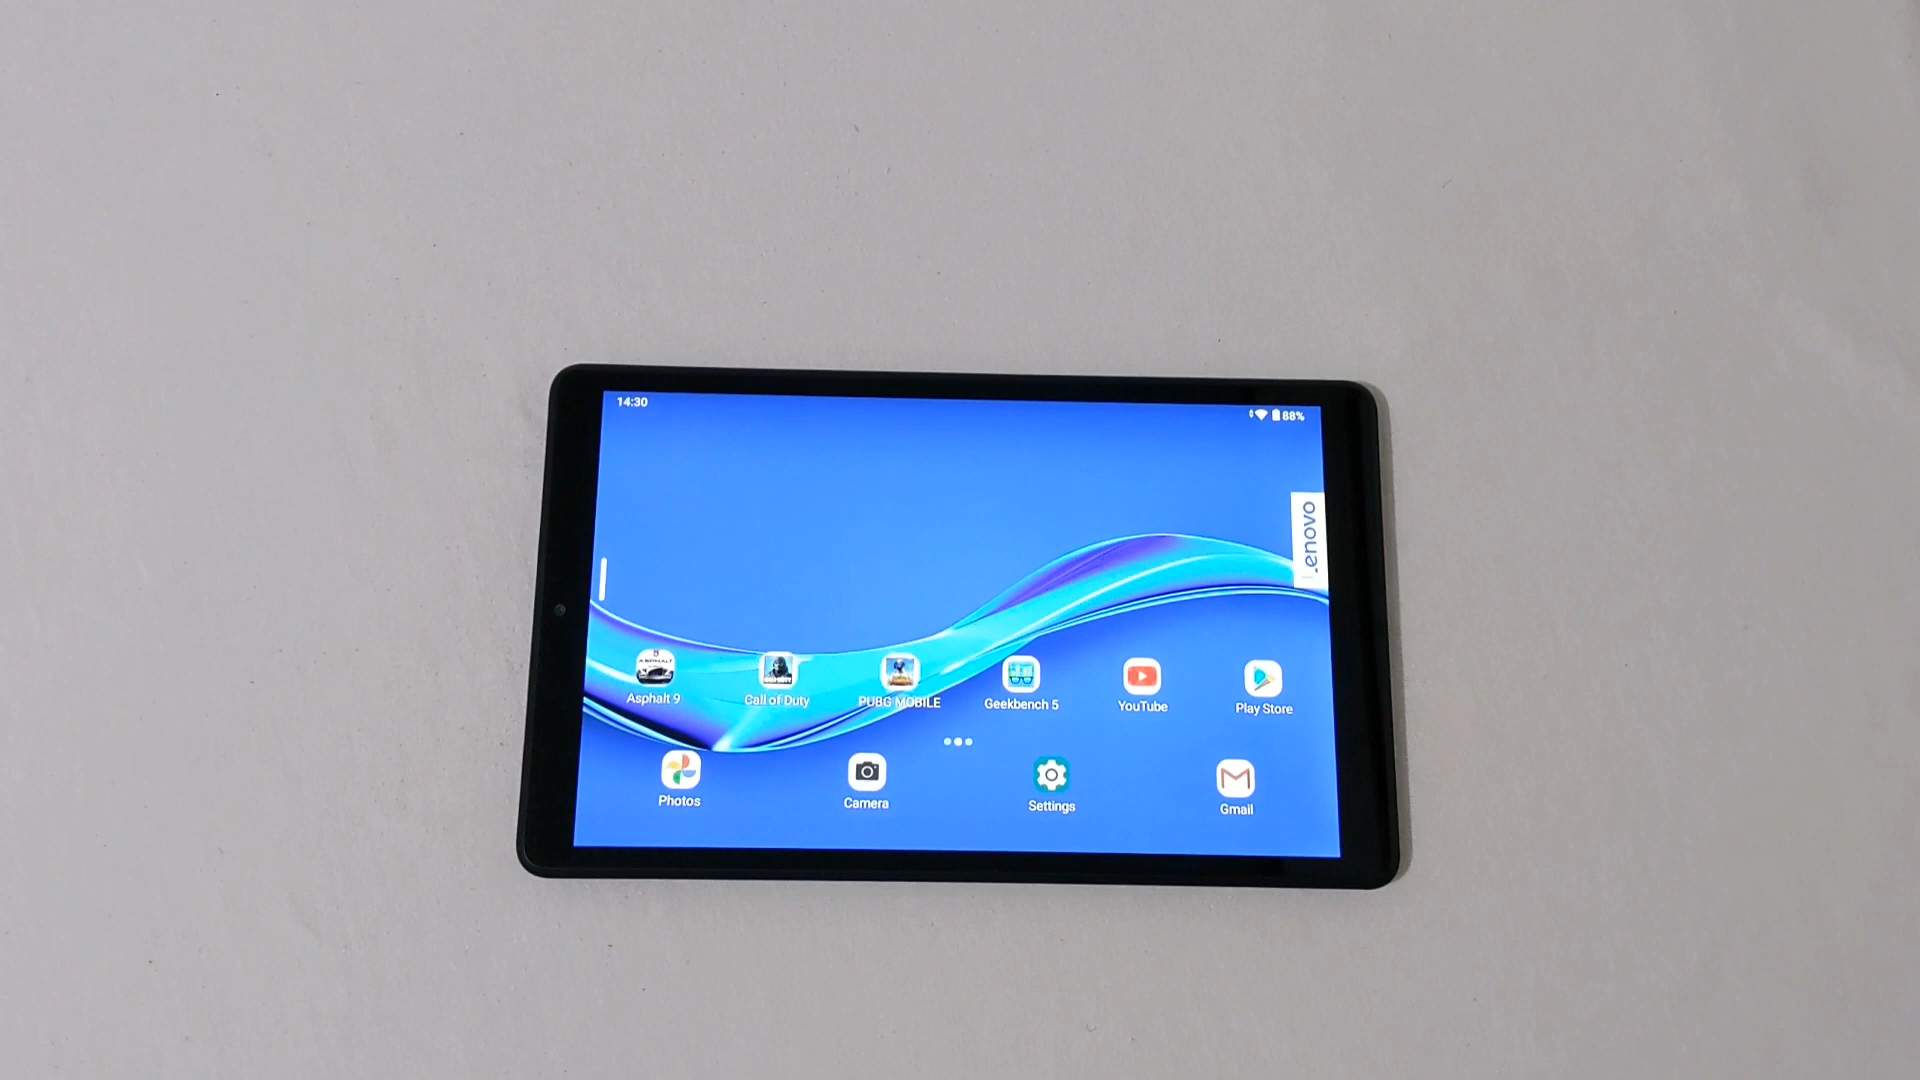 14:30
88%
Lenovo
Asphalt 9
Call of Duty
PUBG MOBILE
Geekbench 5
YouTube
Play Store
Photos
Camera
Settings
Gmail